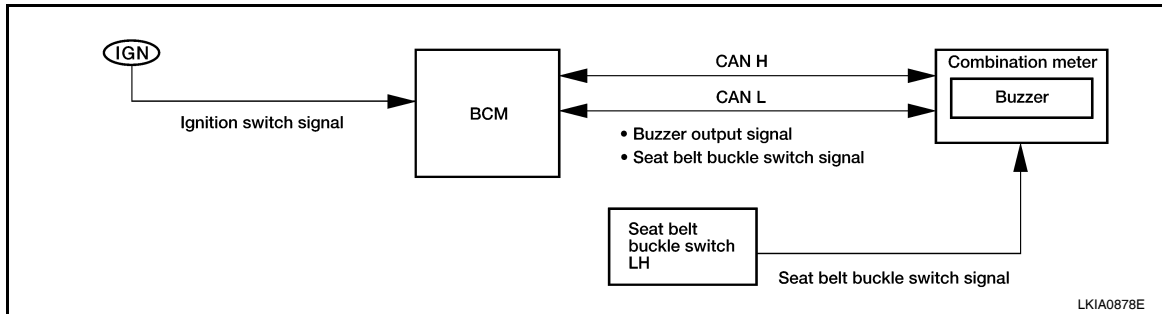 IGN
Ignition switch signal
BCM
CAN H
CAN L
• Buzzer output signal
• Seat belt buckle switch signal
Combination meter
Buzzer
Seat belt
buckle switch
LH
Seat belt buckle switch signal
LKIA0878E